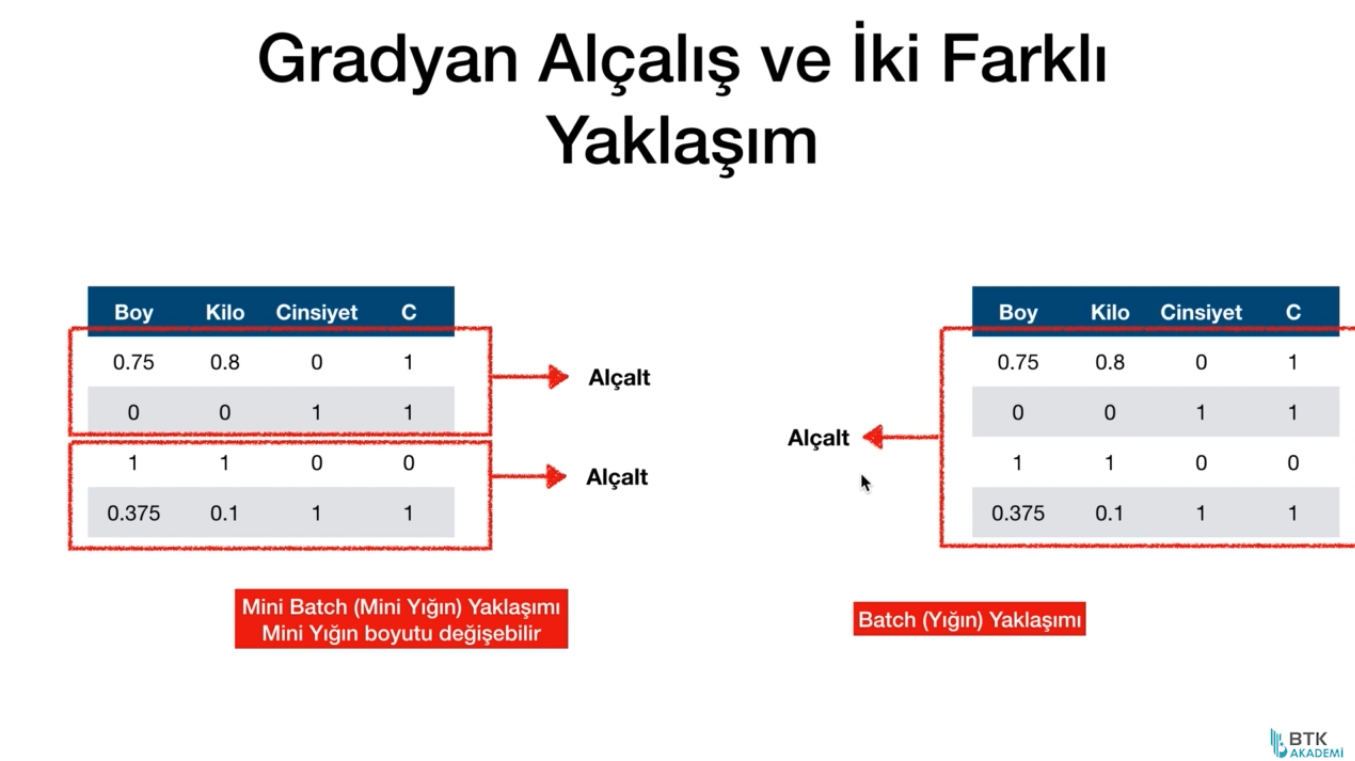 Gradyan Alçalış ve İki Farklı
Yaklaşım
Boy Kilo Cinsiyet C
0.75 0.8 0 1
0 0 1 1
1 1 0 0
0.375 0.1 1 1
Alçalt
Alçalt
Mini Batch (Mini Yığın) Yaklaşımı
Mini Yığın boyutu değişebilir
Alçalt
Boy Kilo Cinsiyet C
0.75 0.8 0 1
0 0 1 1
1 1 0 0
0.375 0.1 1 1
Batch (Yığın) Yaklaşımı
BTK
AKADEMİ